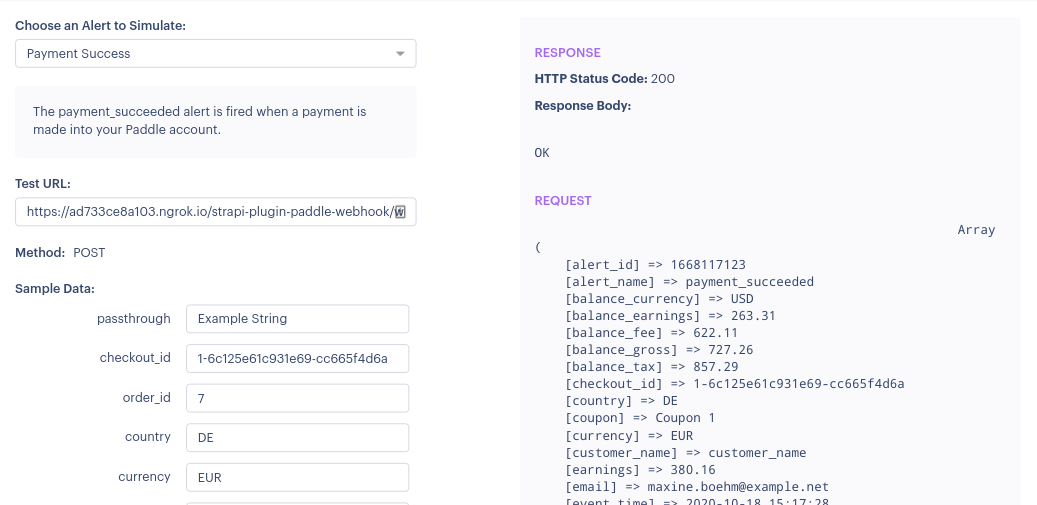 Choose an Alert to Simulate:
Payment Success
The payment_succeeded alert is fired when a payment is
made into your Paddle account.
Test URL:
https://ad733ce8a103.ngrok.io/strapi-plugin-paddle-webhook/
Method: POST
Sample Data:
passthrough Example String
checkout_id 1-6c125e61c931e69-cc665f4d6a
order_id 7
country DE
currency EUR
RESPONSE
HTTP Status Code: 200
Response Body:
OK
REQUEST
Array
(
[alert_id] => 1668117123
[alert_name] => payment_succeeded
[balance_currency] => USD
[balance_earnings] => 263.31
[balance_fee] => 622.11
[balance_gross] => 727.26
[balance_tax] => 857.29
[checkout_id] => 1-6c125e61c931e69-cc665f4d6a
[country] => DE
[coupon] => Coupon 1
[currency] => EUR
[customer_name] => customer_name
[earnings] => 380.16
[email] => maxine.boehm@example.net
[event_time] => 2020-10-18 15:17:28